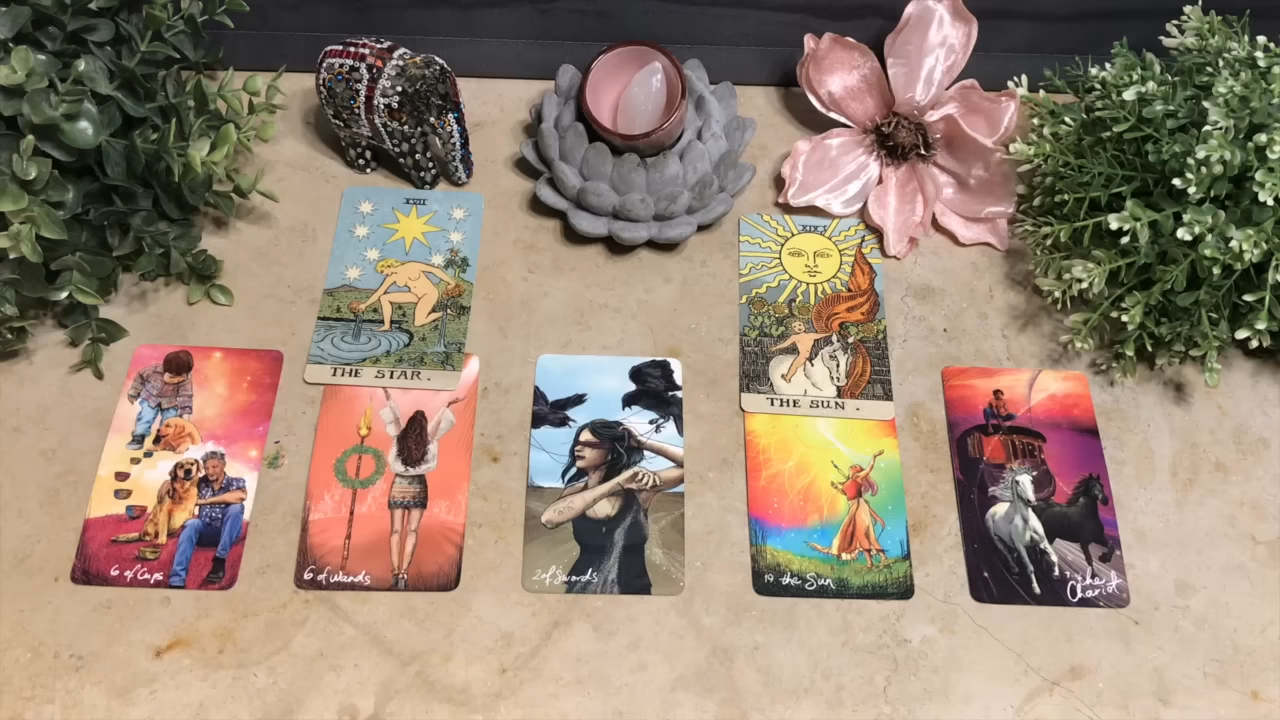 XVII
THE STAR.
XIX
THE SUN.
6 of Cups
6 of Wands
2 of Swords
19 the Sun
7 the
Chariot